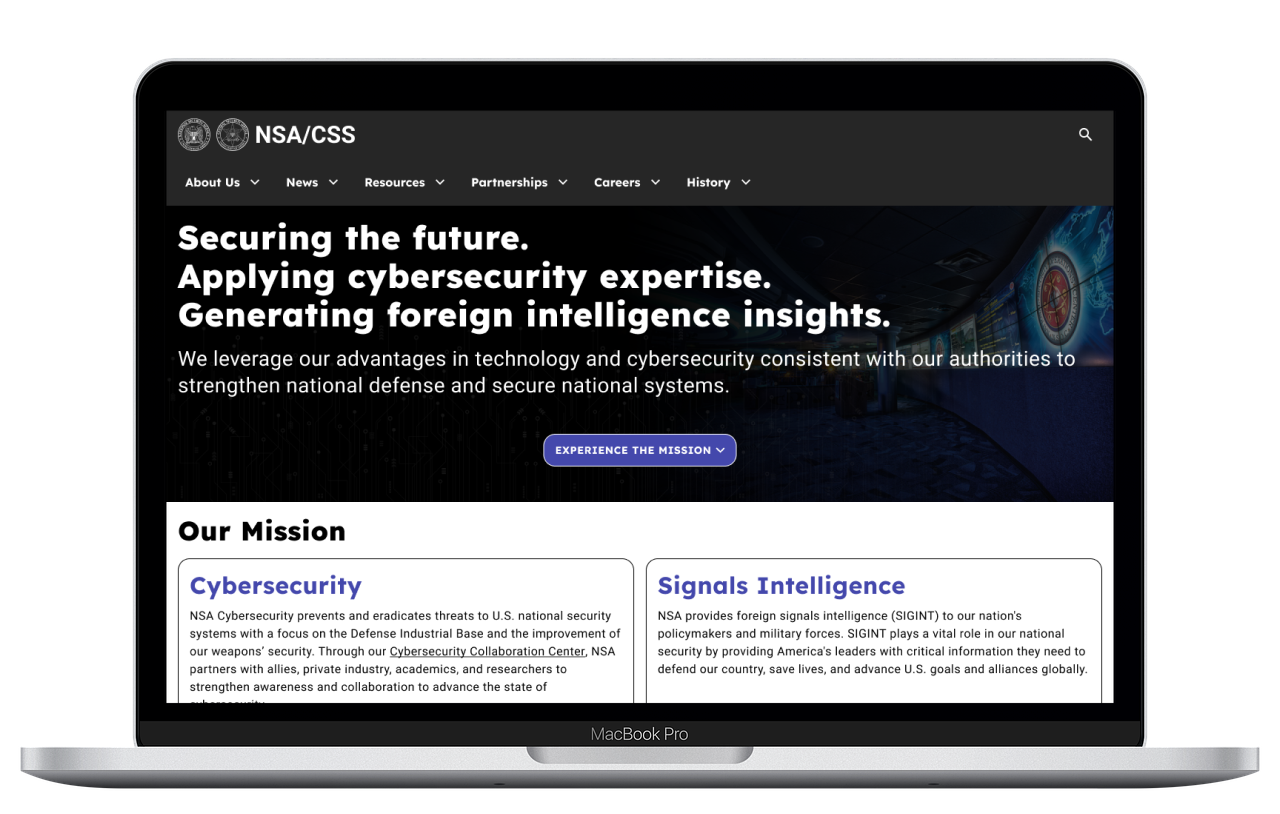 NSA/CSS
About Us
News
Resources
Partnerships
Careers
History
Securing the future.
Applying cybersecurity expertise.
Generating foreign intelligence insights.
We leverage our advantages in technology and cybersecurity consistent with our authorities to
strengthen national defense and secure national systems.
EXPERIENCE THE MISSION
Our Mission
Cybersecurity
NSA Cybersecurity prevents and eradicates threats to U.S. national security
systems with a focus on the Defense Industrial Base and the improvement of
our weapons’ security. Through our Cybersecurity Collaboration Center, NSA
partners with allies, private industry, academics, and researchers to
strengthen awareness and collaboration to advance the state of
Signals Intelligence
NSA provides foreign signals intelligence (SIGINT) to our nation's
policymakers and military forces. SIGINT plays a vital role in our national
security by providing America's leaders with critical information they need to
defend our country, save lives, and advance U.S. goals and alliances globally.
MacBook Pro